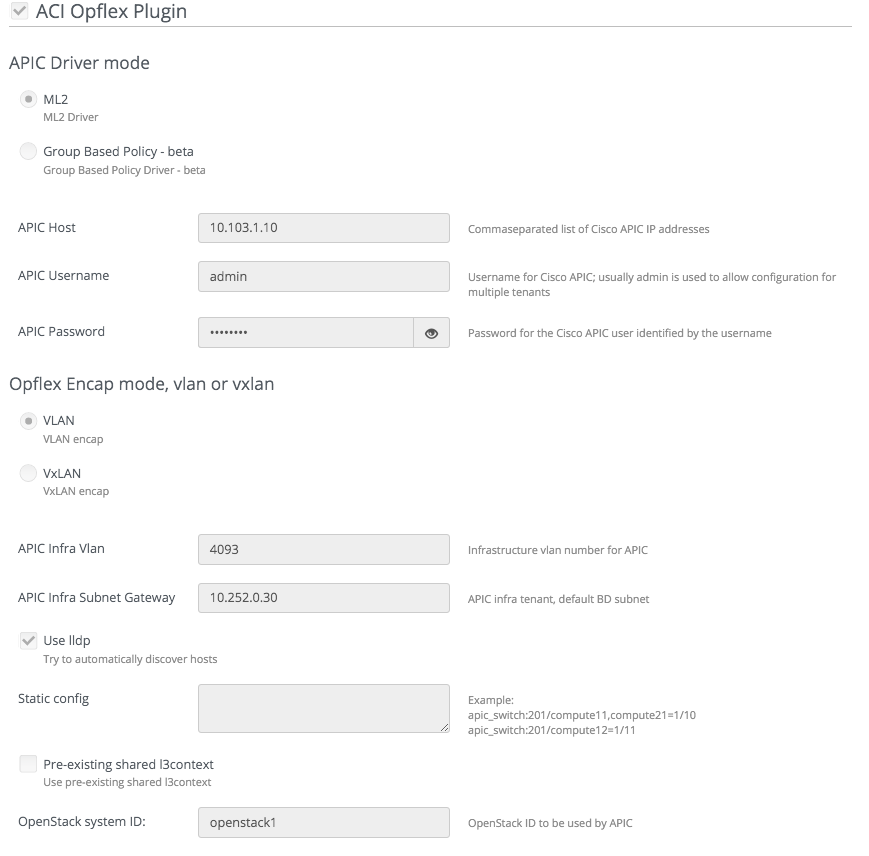 ACI Opflex Plugin
APIC Driver mode
ML2
ML2 Driver
Group Based Policy - beta
Group Based Policy Driver - beta
APIC Host
10.103.1.10
Commaseparated list of Cisco APIC IP addresses
APIC Username
admin
Username for Cisco APIC; usually admin is used to allow configuration for
multiple tenants
APIC Password
••••••••
Password for the Cisco APIC user identified by the username
Opflex Encap mode, vlan or vxlan
VLAN
VLAN encap
VxLAN
VxLAN encap
APIC Infra Vlan
4093
Infrastructure vlan number for APIC
APIC Infra Subnet Gateway
10.252.0.30
APIC infra tenant, default BD subnet
Use lldp
Try to automatically discover hosts
Static config
Example:
apic_switch:201/compute11,compute21=1/10
apic_switch:201/compute12=1/11
Pre-existing shared l3context
Use pre-existing shared l3context
OpenStack system ID:
openstack1
OpenStack ID to be used by APIC